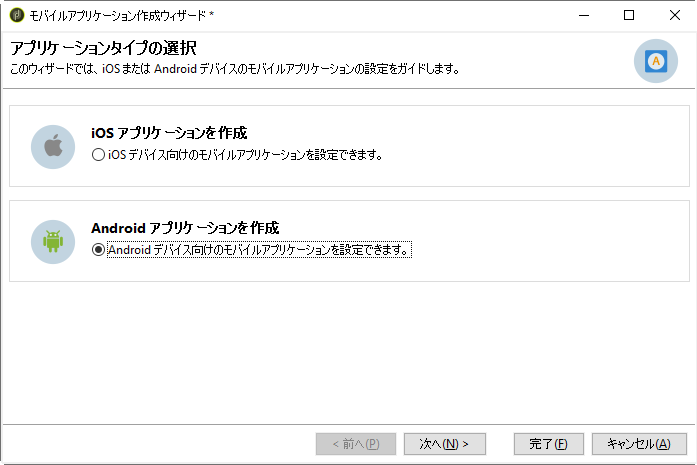 モバイルアプリケーション作成ウィザード *
アプリケーションタイプの選択
このウィザードでは、iOS または Android デバイスのモバイルアプリケーションの設定をガイドします。
A
iOS アプリケーションを作成
iOS デバイス向けのモバイルアプリケーションを設定できます。
Android アプリケーションを作成
Android デバイス向けのモバイルアプリケーションを設定できます。
< 前へ(P) 次へ(N) > 完了(F) キャンセル(A)